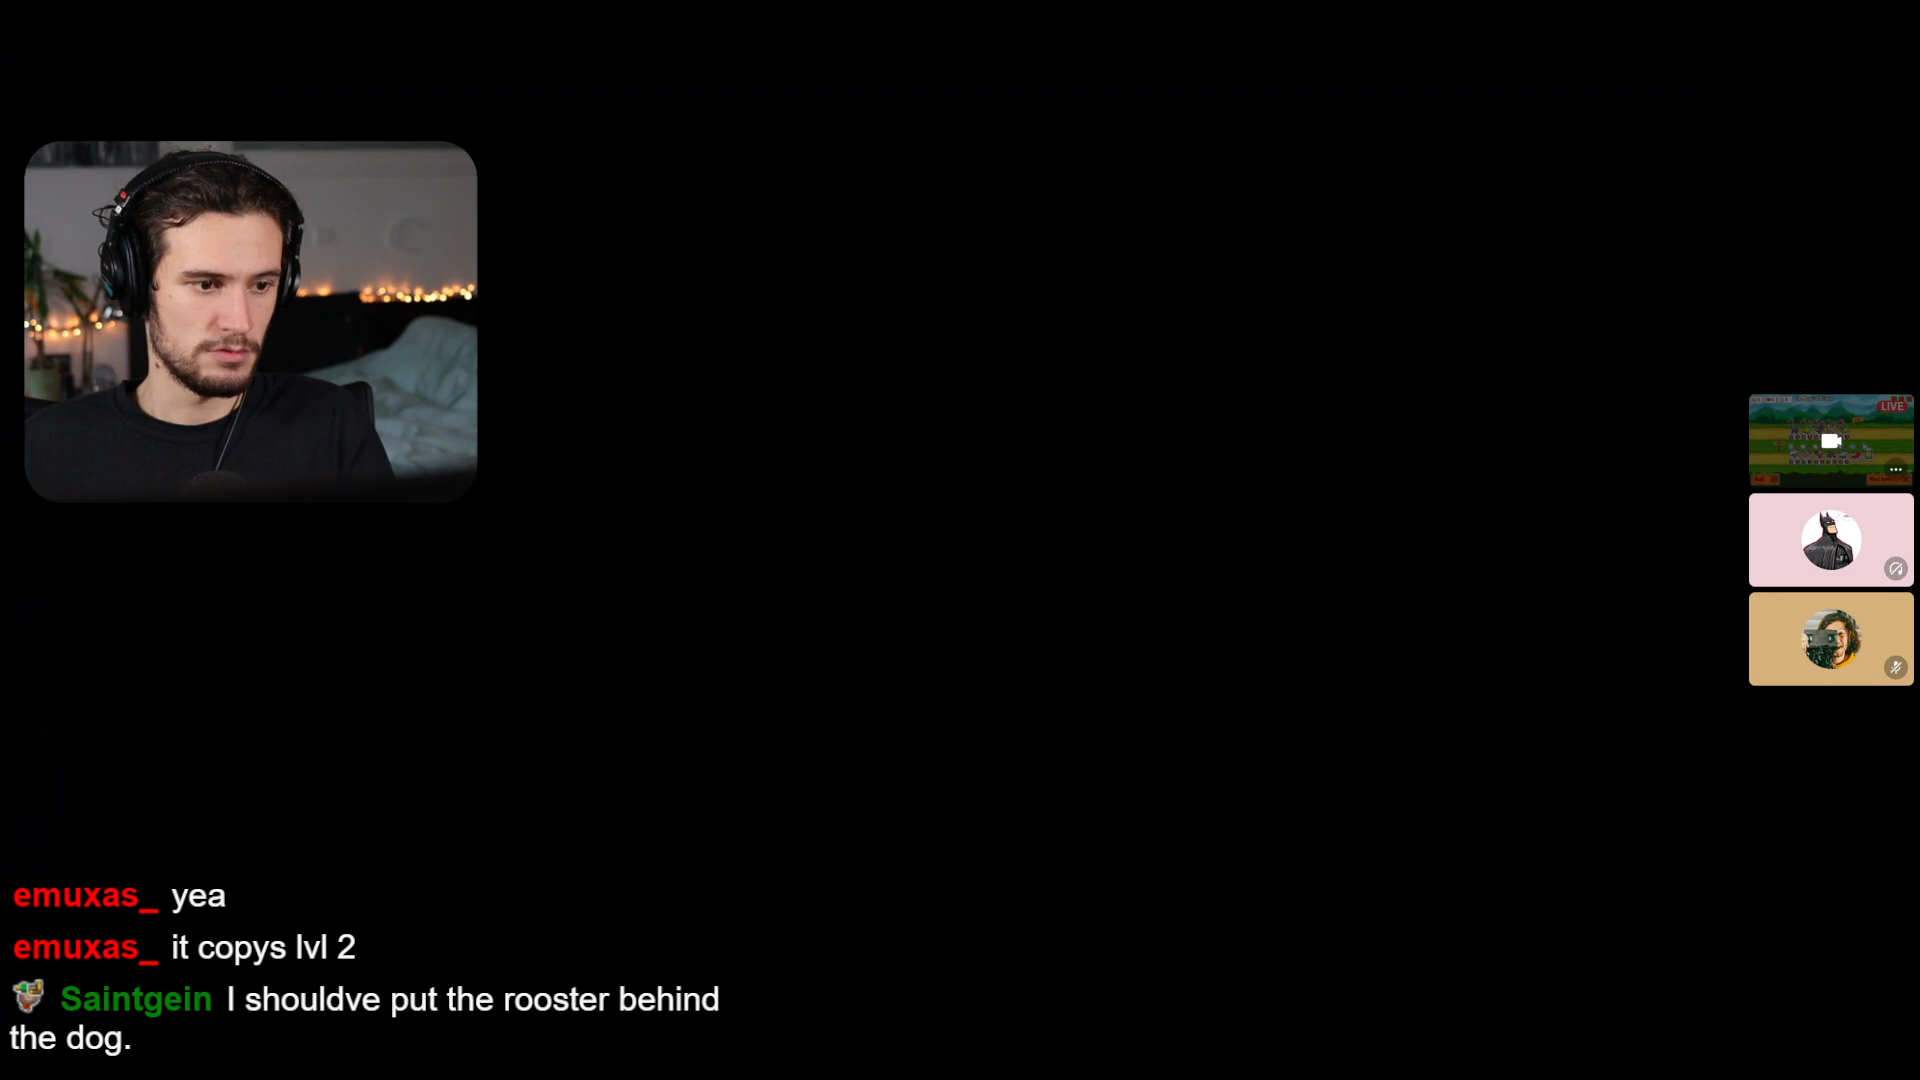 LIVE
emuxas_ yea
emuxas_ it copys lvl 2
Saintgein I shouldve put the rooster behind
the dog.